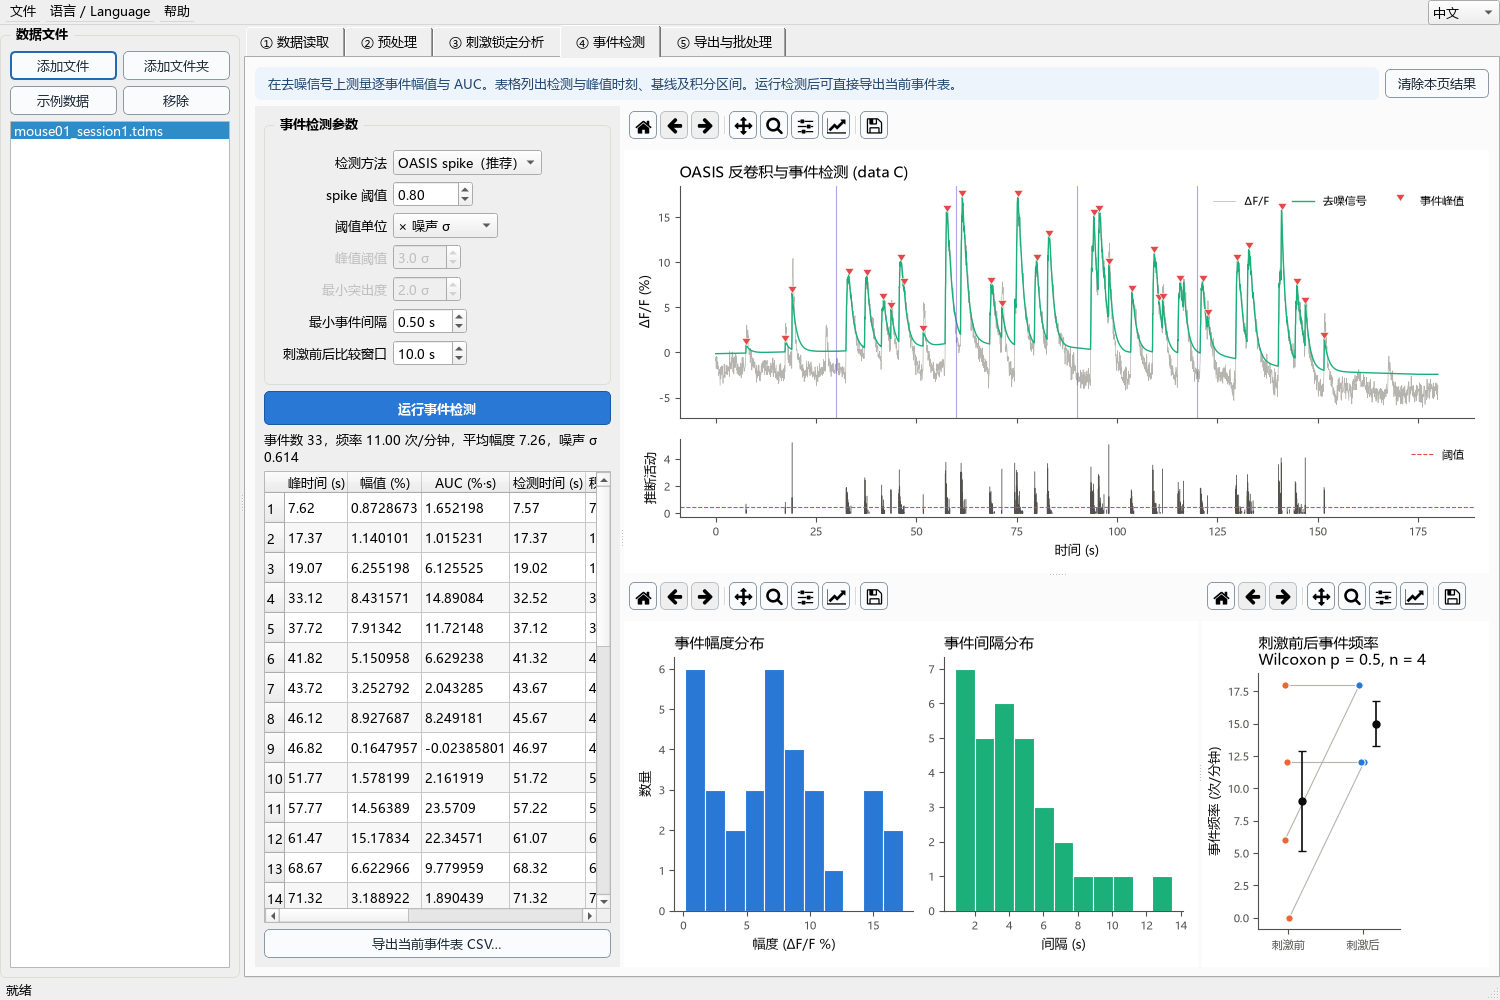 文件 语言 / Language 帮助
中文
数据文件
添加文件 添加文件夹
示例数据 移除
mouse01_session1.tdms
① 数据读取 ② 预处理 ③ 刺激锁定分析 ④ 事件检测 ⑤ 导出与批处理
在去噪信号上测量逐事件幅值与 AUC。表格列出检测与峰值时刻、基线及积分区间。运行检测后可直接导出当前事件表。
清除本页结果
事件检测参数
检测方法 OASIS spike（推荐）
spike 阈值 0.80
阈值单位 × 噪声 σ
峰值阈值 3.0 σ
最小突出度 2.0 σ
最小事件间隔 0.50 s
刺激前后比较窗口 10.0 s
运行事件检测
事件数 33，频率 11.00 次/分钟，平均幅度 7.26，噪声 σ
0.614
峰时间 (s) 幅值 (%) AUC (%·s) 检测时间 (s)
1 7.62 0.8728673 1.652198 7.57 7
2 17.37 1.140101 1.015231 17.37 1
3 19.07 6.255198 6.125525 19.02 1
4 33.12 8.431571 14.89084 32.52 3
5 37.72 7.91342 11.72148 37.12 3
6 41.82 5.150958 6.629238 41.32 4
7 43.72 3.252792 2.043285 43.67 4
8 46.12 8.927687 8.249181 45.67 4
9 46.82 0.1647957 -0.02385801 46.97 4
10 51.77 1.578199 2.161919 51.72 5
11 57.77 14.56389 23.5709 57.22 5
12 61.47 15.17834 22.34571 61.07 6
13 68.67 6.622966 9.779959 68.32 6
14 71.32 3.188922 1.890439 71.32 7
导出当前事件表 CSV...
OASIS 反卷积与事件检测 (data C)
ΔF/F 去噪信号 事件峰值
ΔF/F (%)
15
10
5
0
-5
推断活动
阈值
4
2
0
0 25 50 75 100 125 150 175
时间 (s)
事件幅度分布
数量
6
5
4
3
2
1
0
0 5 10 15
幅度 (ΔF/F %)
事件间隔分布
7
6
5
4
3
2
1
0
2 4 6 8 10 12 14
间隔 (s)
刺激前后事件频率
Wilcoxon p = 0.5, n = 4
事件频率 (次/分钟)
17.5
15.0
12.5
10.0
7.5
5.0
2.5
0.0
刺激前 刺激后
就绪